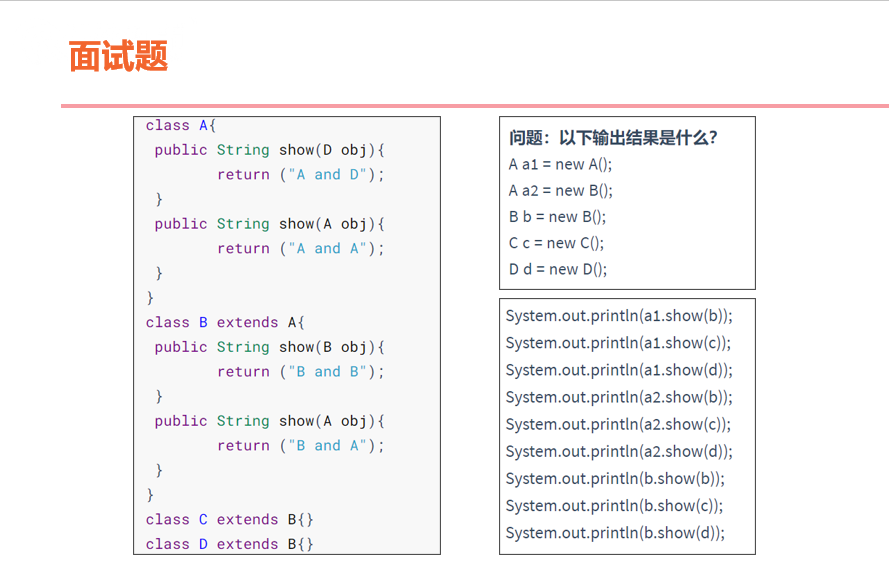 面试题
class A{
public String show(D obj){
return ("A and D");
}
public String show(A obj){
return ("A and A");
}
}
class B extends A{
public String show(B obj){
return ("B and B");
}
public String show(A obj){
return ("B and A");
}
}
class C extends B{}
class D extends B{}
问题：以下输出结果是什么？
A a1 = new A();
A a2 = new B();
B b = new B();
C c = new C();
D d = new D();
System.out.println(a1.show(b));
System.out.println(a1.show(c));
System.out.println(a1.show(d));
System.out.println(a2.show(b));
System.out.println(a2.show(c));
System.out.println(a2.show(d));
System.out.println(b.show(b));
System.out.println(b.show(c));
System.out.println(b.show(d));